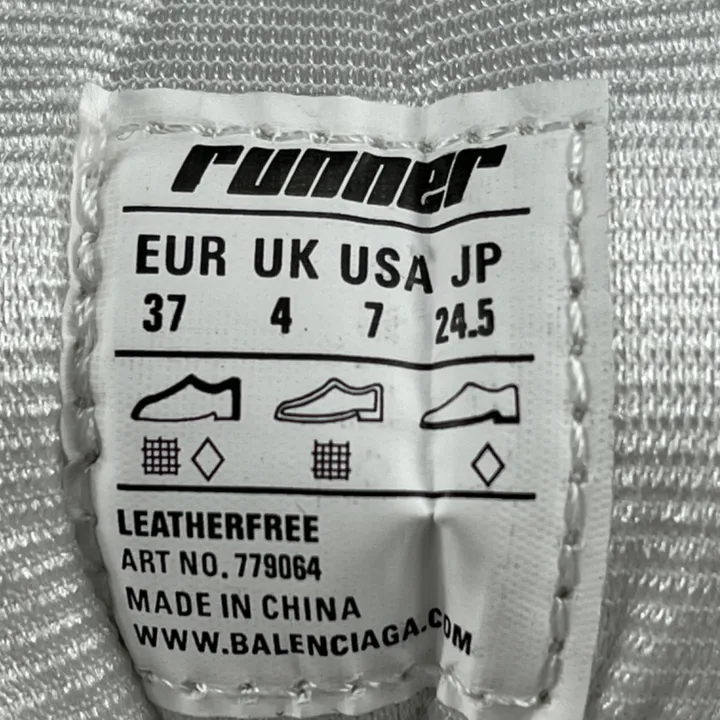 runner
EUR UK USA JP
37 4 7 24.5
LEATHERFREE
ART NO. 779064
MADE IN CHINA
WWW.BALENCIAGA.COM